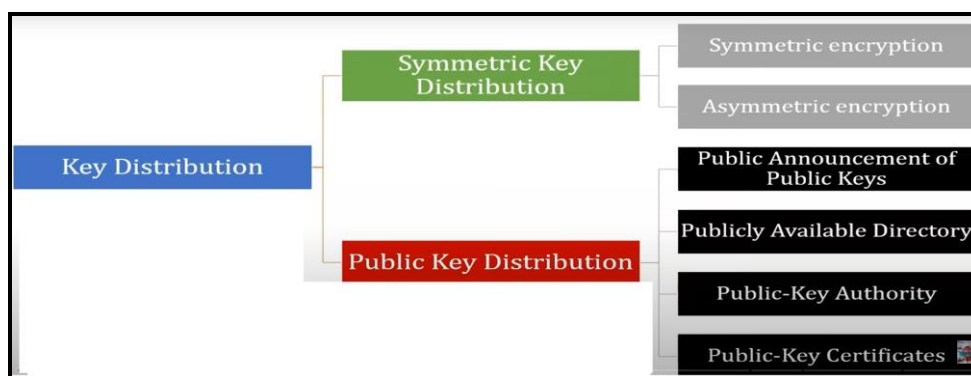 Key Distribution
Symmetric Key
Distribution
Symmetric encryption
Asymmetric encryption
Public Key Distribution
Public Announcement of
Public Keys
Publicly Available Directory
Public-Key Authority
Public-Key Certificates